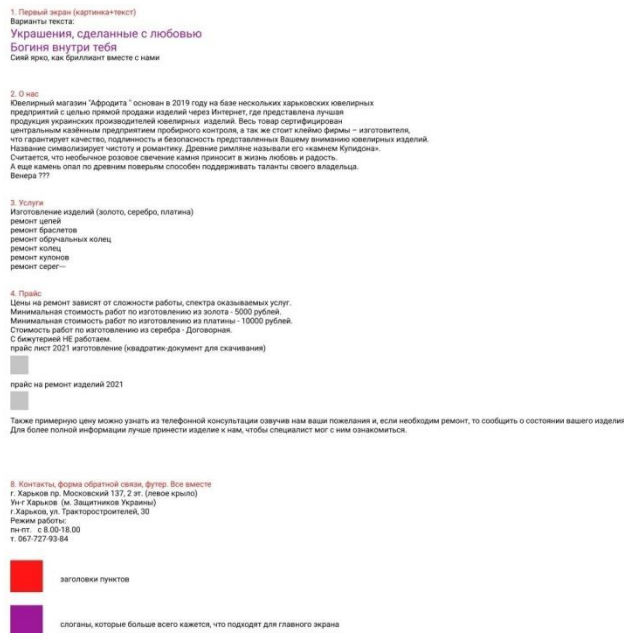 1. Первый экран (картинка+текст)
Варианты текста:
Украшения, сделанные с любовью
Богиня внутри тебя
Сияй ярко, как бриллиант вместе с нами
2. О нас
Ювелирный магазин "Афродита " основан в 2019 году на базе нескольких харьковских ювелирных
предприятий с целью прямой продажи изделий через Интернет, где представлена лучшая
продукция украинских производителей ювелирных изделий. Весь товар сертифицирован
центральным казённым предприятием пробирного контроля, а так же стоит клеймо фирмы – изготовителя,
что гарантирует качество, подлинность и безопасность представленных Вашему вниманию ювелирных изделий.
Название символизирует чистоту и романтику. Древние римляне называли его «камнем Купидона».
Считается, что необычное розовое свечение камня приносит в жизнь любовь и радость.
А еще камень опал по древним поверьям способен поддерживать таланты своего владельца.
Венера ???
3. Услуги
Изготовление изделий (золото, серебро, платина)
ремонт цепей
ремонт браслетов
ремонт обручальных колец
ремонт колец
ремонт кулонов
ремонт серег—
4. Прайс
Цены на ремонт зависят от сложности работы, спектра оказываемых услуг.
Минимальная стоимость работ по изготовлению из золота - 5000 рублей.
Минимальная стоимость работ по изготовлению из платины - 10000 рублей.
Стоимость работ по изготовлению из серебра - Договорная.
С бижутерией НЕ работаем.
прайс лист 2021 изготовление (квадратик-документ для скачивания)
прайс на ремонт изделий 2021
Также примерную цену можно узнать из телефонной консультации озвучив нам ваши пожелания и, если необходим ремонт, то сообщить о состоянии вашего изделия
Для более полной информации лучше принести изделие к нам, чтобы специалист мог с ним ознакомиться.
8. Контакты, форма обратной связи, футер. Все вместе
г. Харьков пр. Московский 137, 2 эт. (левое крыло)
Ун-г Харьков (м. Защитников Украины)
г.Харьков, ул. Тракторостроителей, 30
Режим работы:
пн-пт. с 8.00-18.00
т. 067-727-93-84
заголовки пунктов
слоганы, которые больше всего кажется, что подходят для главного экрана